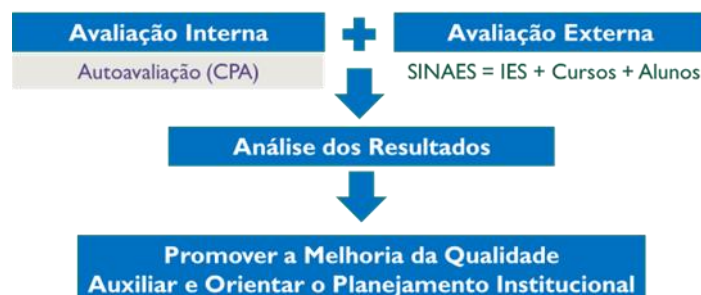 Avaliação Interna
Avaliação Externa
Autoavaliação (CPA)
SINAES = IES + Cursos + Alunos
Análise dos Resultados
Promover a Melhoria da Qualidade
Auxiliar e Orientar o Planejamento Institucional